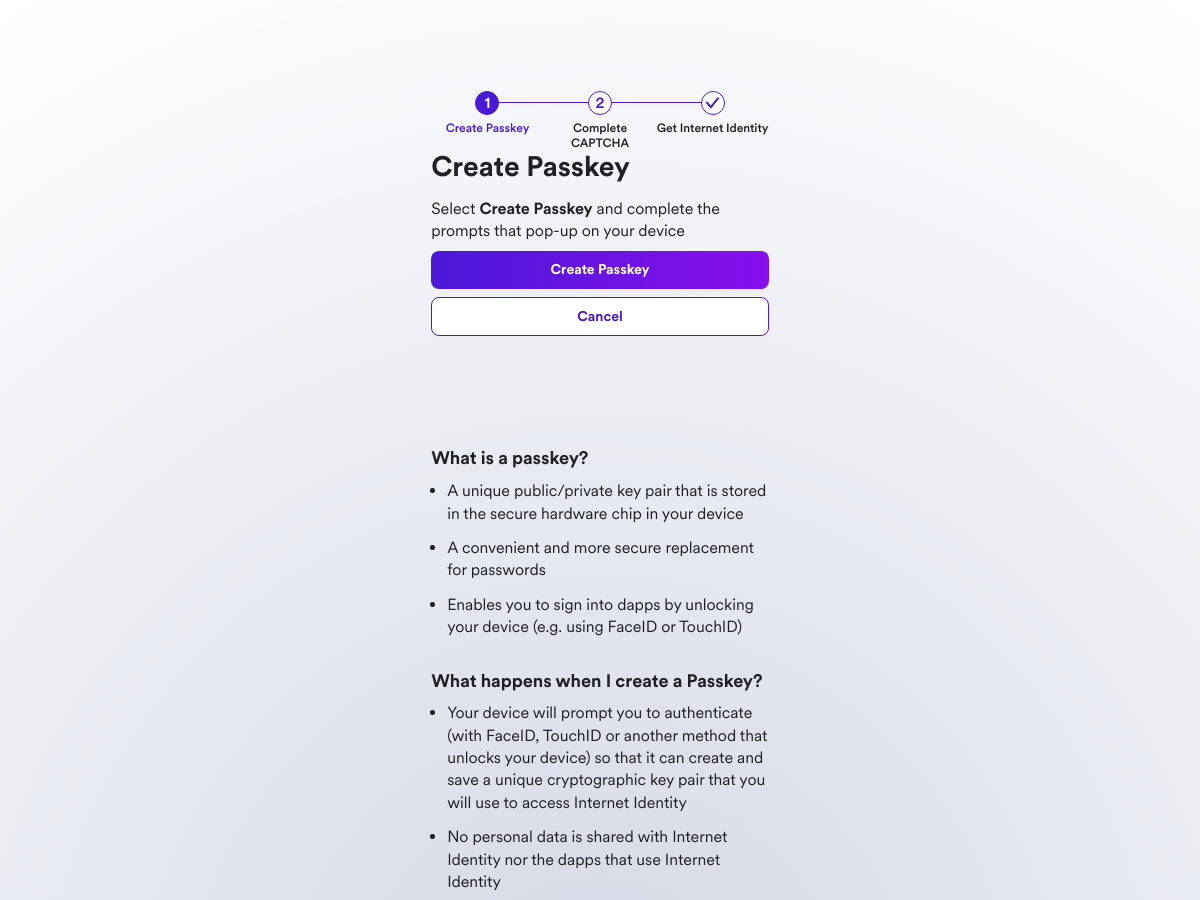 1
2
Create Passkey
Complete
CAPTCHA
Get Internet Identity
Create Passkey
Select Create Passkey and complete the
prompts that pop-up on your device
Create Passkey
Cancel
What is a passkey?
• A unique public/private key pair that is stored
in the secure hardware chip in your device
• A convenient and more secure replacement
for passwords
• Enables you to sign into dapps by unlocking
your device (e.g. using FaceID or TouchID)
What happens when I create a Passkey?
• Your device will prompt you to authenticate
(with FaceID, TouchID or another method that
unlocks your device) so that it can create and
save a unique cryptographic key pair that you
will use to access Internet Identity
• No personal data is shared with Internet
Identity nor the dapps that use Internet
Identity